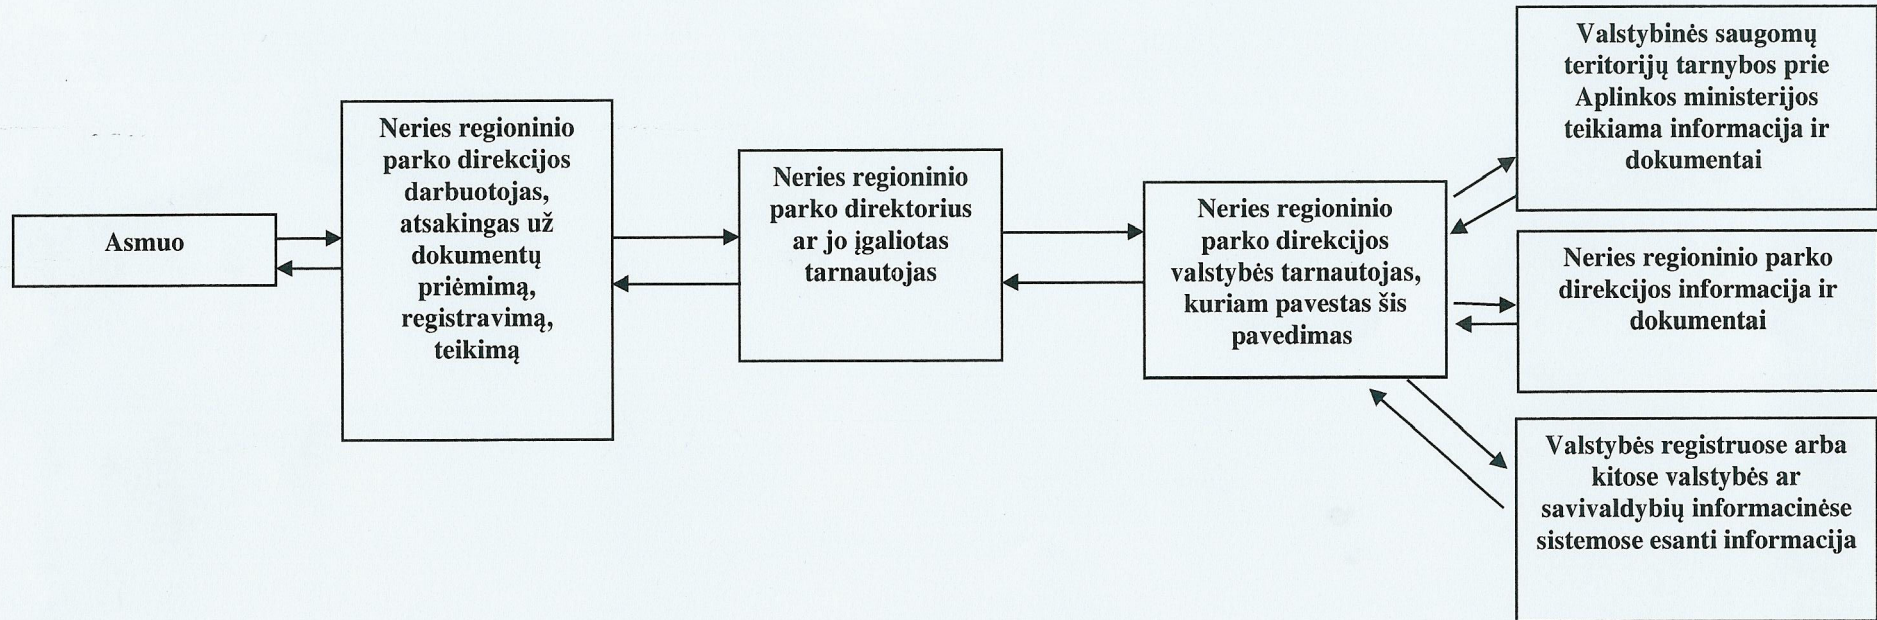 Asmuo
Neries regioninio
parko direkcijos
darbuotojas,
atsakingas už
dokumentų
priėmimą,
registravimą,
teikimą
Neries regioninio
parko direktorius
ar jo įgaliotas
tarnautojas
Neries regioninio
parko direkcijos
valstybės tarnautojas,
kuriam pavestas šis
pavedimas
Valstybinės saugomų
teritorijų tarnybos prie
Aplinkos ministerijos
teikiama informacija ir
dokumentai
Neries regioninio parko
direkcijos informacija ir
dokumentai
Valstybės registruose arba
kitose valstybės ar
savivaldybių informacinėse
sistemose esanti informacija